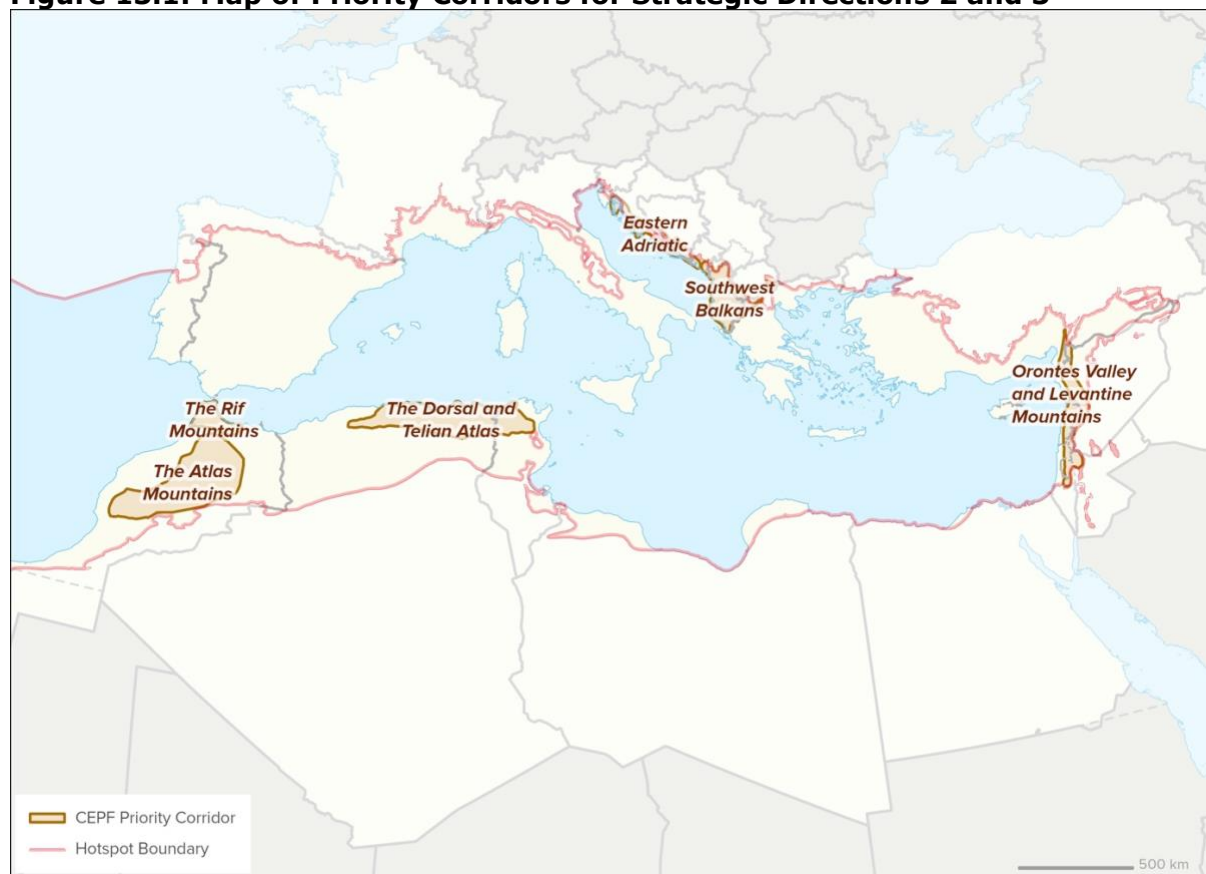 Figure 13.1. Map of Priority Corridors for Strategic Directions 2 and 3
Eastern
Adriatic
Southwest
Balkans
Orontes Valley
and Levantine
Mountains
The Rif
Mountains
The Dorsal and
Telian Atlas
The Atlas
Mountains
CEPF Priority Corridor
Hotspot Boundary
500 km